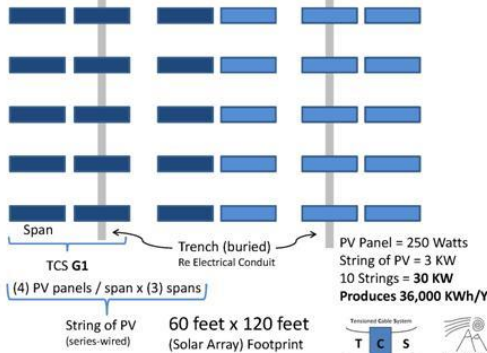 Span
Trench (buried)
Re Electrical Conduit
TCS G1
(4) PV panels / span x (3) spans
String of PV
(series-wired)
60 feet x 120 feet
(Solar Array) Footprint
PV Panel = 250 Watts
String of PV = 3 KW
10 Strings = 30 KW
Produces 36,000 KWh/Y
Tensioned Cable System
T C S